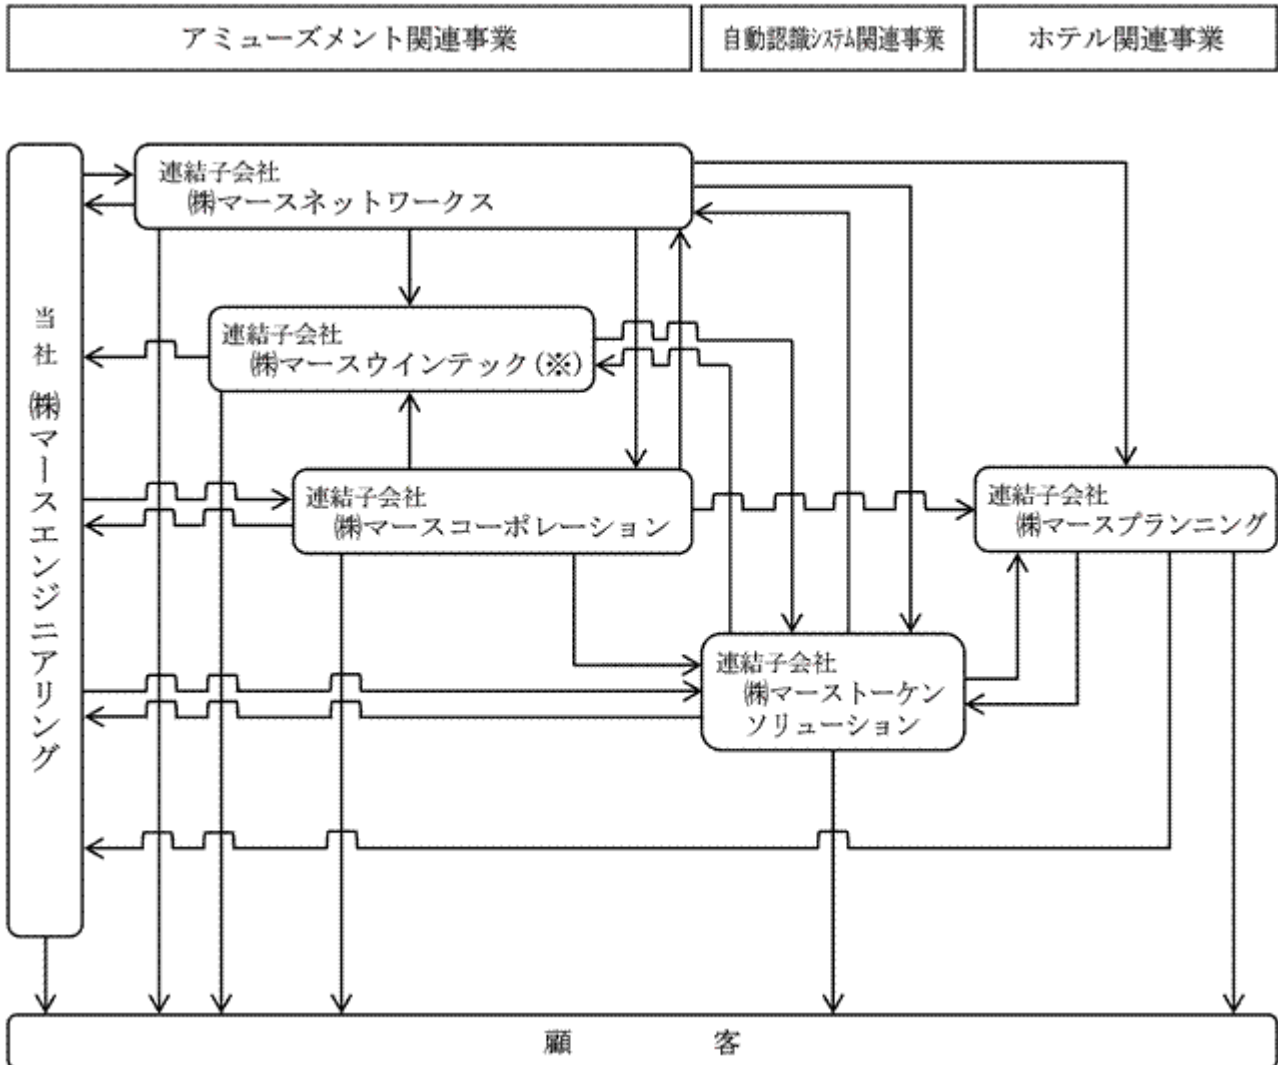 アミューズメント関連事業
自動認識システム関連事業
ホテル関連事業
当社 ㈱マースエンジニアリング
連結子会社
㈱マースネットワークス
連結子会社
㈱マースウインテック(※)
連結子会社
㈱マースコーポレーション
連結子会社
㈱マースプランニング
連結子会社
㈱マーストーケン
ソリューション
顧客